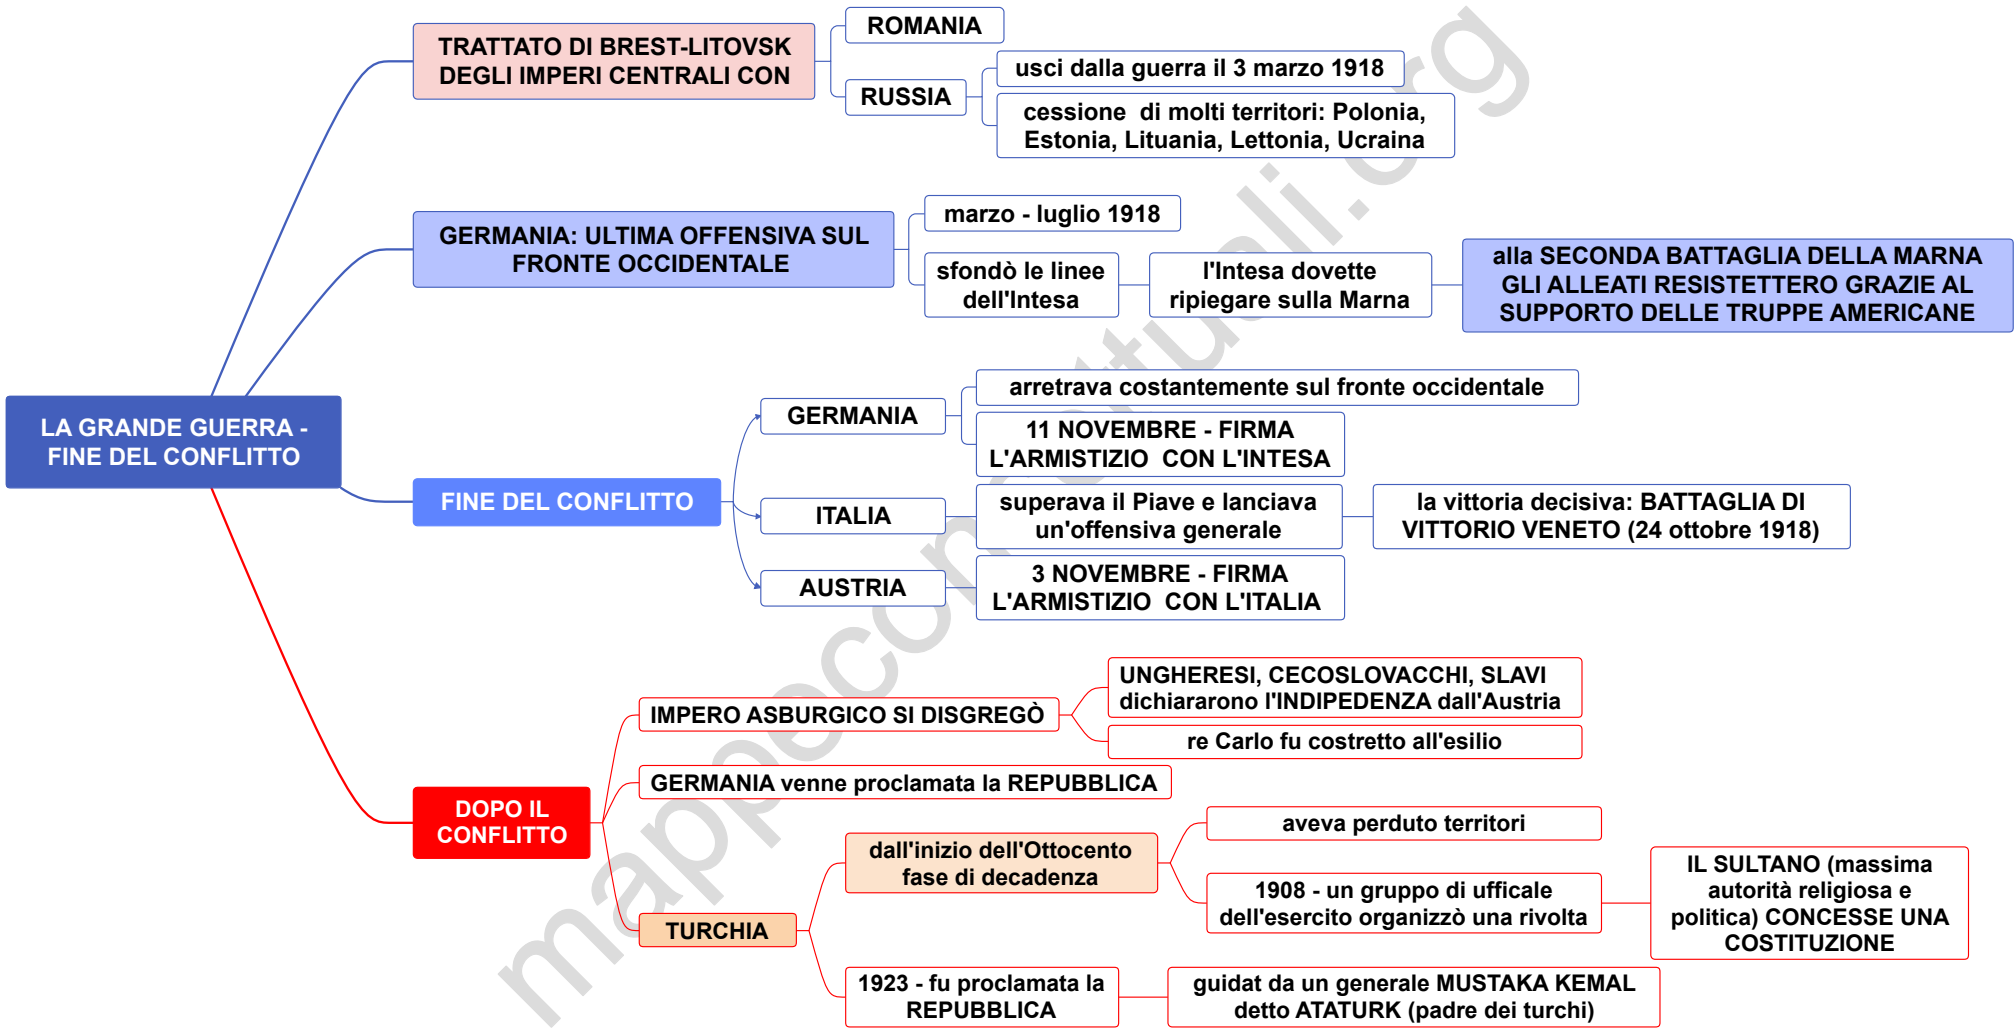 TRATTATO DI BREST-LITOVSK
DEGLI IMPERI CENTRALI CON
ROMANIA
RUSSIA
usci dalla guerra il 3 marzo 1918
cessione  di molti territori: Polonia,
Estonia, Lituania, Lettonia, Ucraina
GERMANIA: ULTIMA OFFENSIVA SUL
FRONTE OCCIDENTALE
marzo - luglio 1918
sfondò le linee
dell'Intesa
l'Intesa dovette
ripiegare sulla Marna
alla SECONDA BATTAGLIA DELLA MARNA
GLI ALLEATI RESISTETTERO GRAZIE AL
SUPPORTO DELLE TRUPPE AMERICANE
LA GRANDE GUERRA -
FINE DEL CONFLITTO
FINE DEL CONFLITTO
GERMANIA
arretrava costantemente sul fronte occidentale
11 NOVEMBRE - FIRMA
L'ARMISTIZIO  CON L'INTESA
ITALIA
superava il Piave e lanciava
un'offensiva generale
la vittoria decisiva: BATTAGLIA DI
VITTORIO VENETO (24 ottobre 1918)
AUSTRIA
3 NOVEMBRE - FIRMA
L'ARMISTIZIO  CON L'ITALIA
DOPO IL
CONFLITTO
IMPERO ASBURGICO SI DISGREGÒ
UNGHERESI, CECOSLOVACCHI, SLAVI
dichiararono l'INDIPEDENZA dall'Austria
re Carlo fu costretto all'esilio
GERMANIA venne proclamata la REPUBBLICA
TURCHIA
dall'inizio dell'Ottocento
fase di decadenza
aveva perduto territori
1908 - un gruppo di ufficale
dell'esercito organizzò una rivolta
IL SULTANO (massima
autorità religiosa e
politica) CONCESSE UNA
COSTITUZIONE
1923 - fu proclamata la
REPUBBLICA
guidat da un generale MUSTAKA KEMAL
detto ATATURK (padre dei turchi)
mappeconcettuali.org